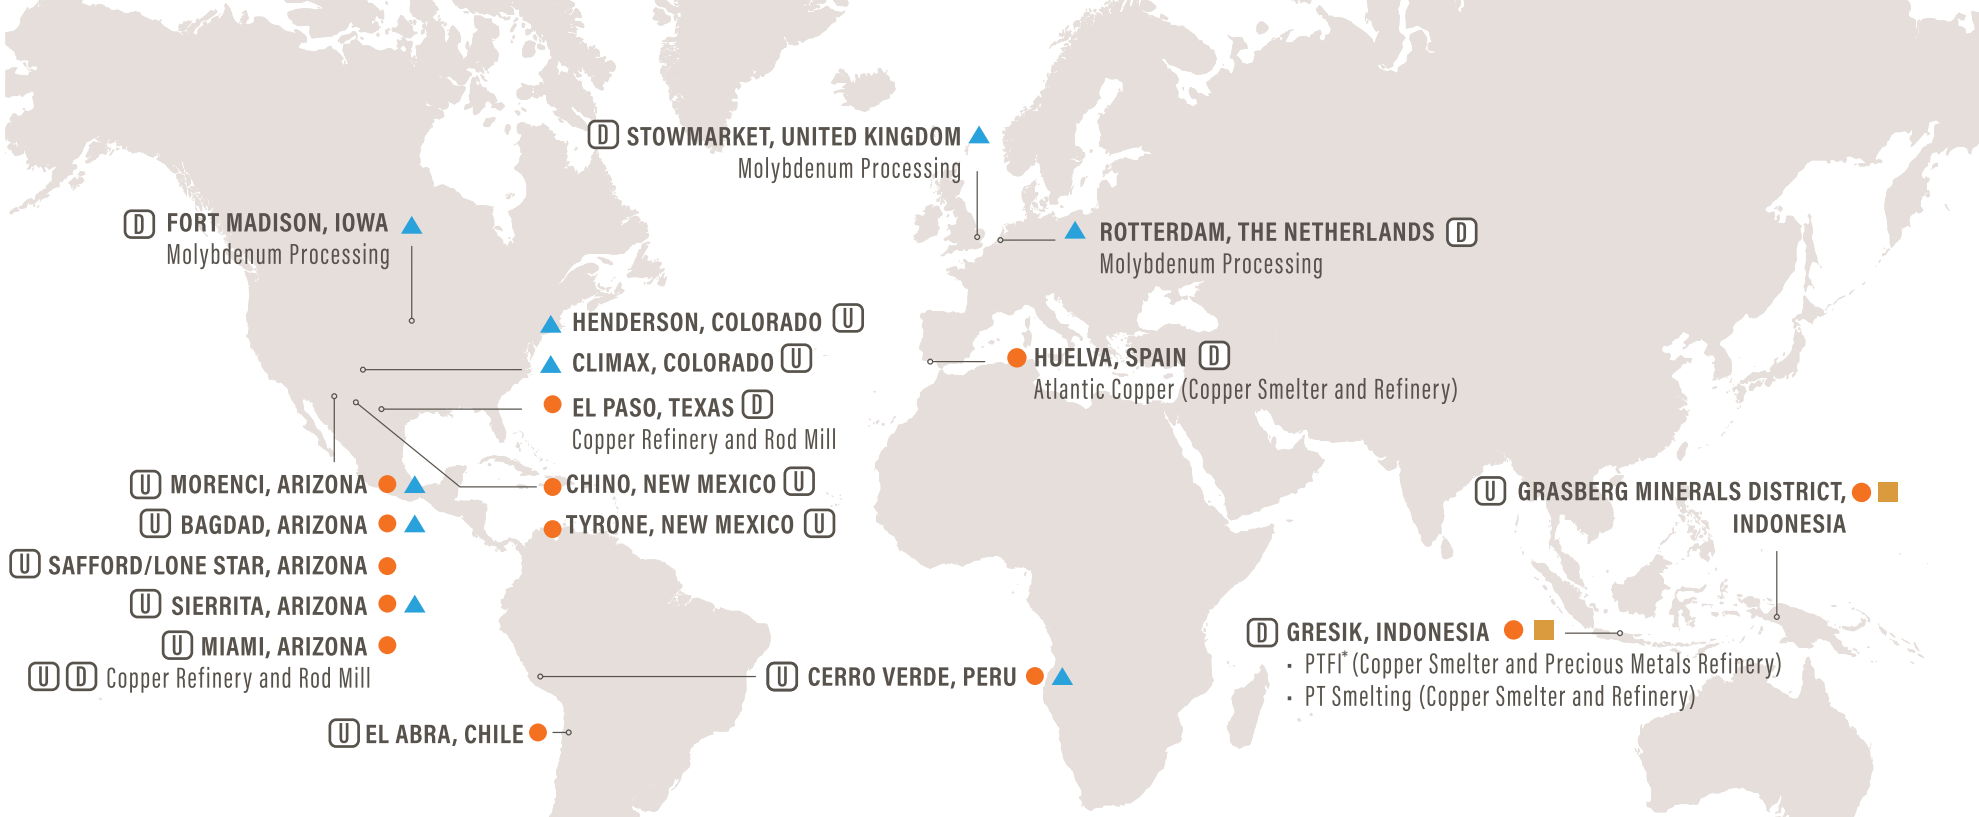 D STOWMARKET, UNITED KINGDOM
Molybdenum Processing
D FORT MADISON, IOWA
Molybdenum Processing
ROTTERDAM, THE NETHERLANDS D
Molybdenum Processing
HENDERSON, COLORADO U
CLIMAX, COLORADO U
EL PASO, TEXAS D
Copper Refinery and Rod Mill
HUELVA, SPAIN D
Atlantic Copper (Copper Smelter and Refinery)
U MORENCI, ARIZONA
U BAGDAD, ARIZONA
U SAFFORD/LONE STAR, ARIZONA
U SIERRITA, ARIZONA
U MIAMI, ARIZONA
U D Copper Refinery and Rod Mill
CHINO, NEW MEXICO U
TYRONE, NEW MEXICO U
U GRASBERG MINERALS DISTRICT,
INDONESIA
D GRESIK, INDONESIA
· PTFI* (Copper Smelter and Precious Metals Refinery)
· PT Smelting (Copper Smelter and Refinery)
U CERRO VERDE, PERU
U EL ABRA, CHILE